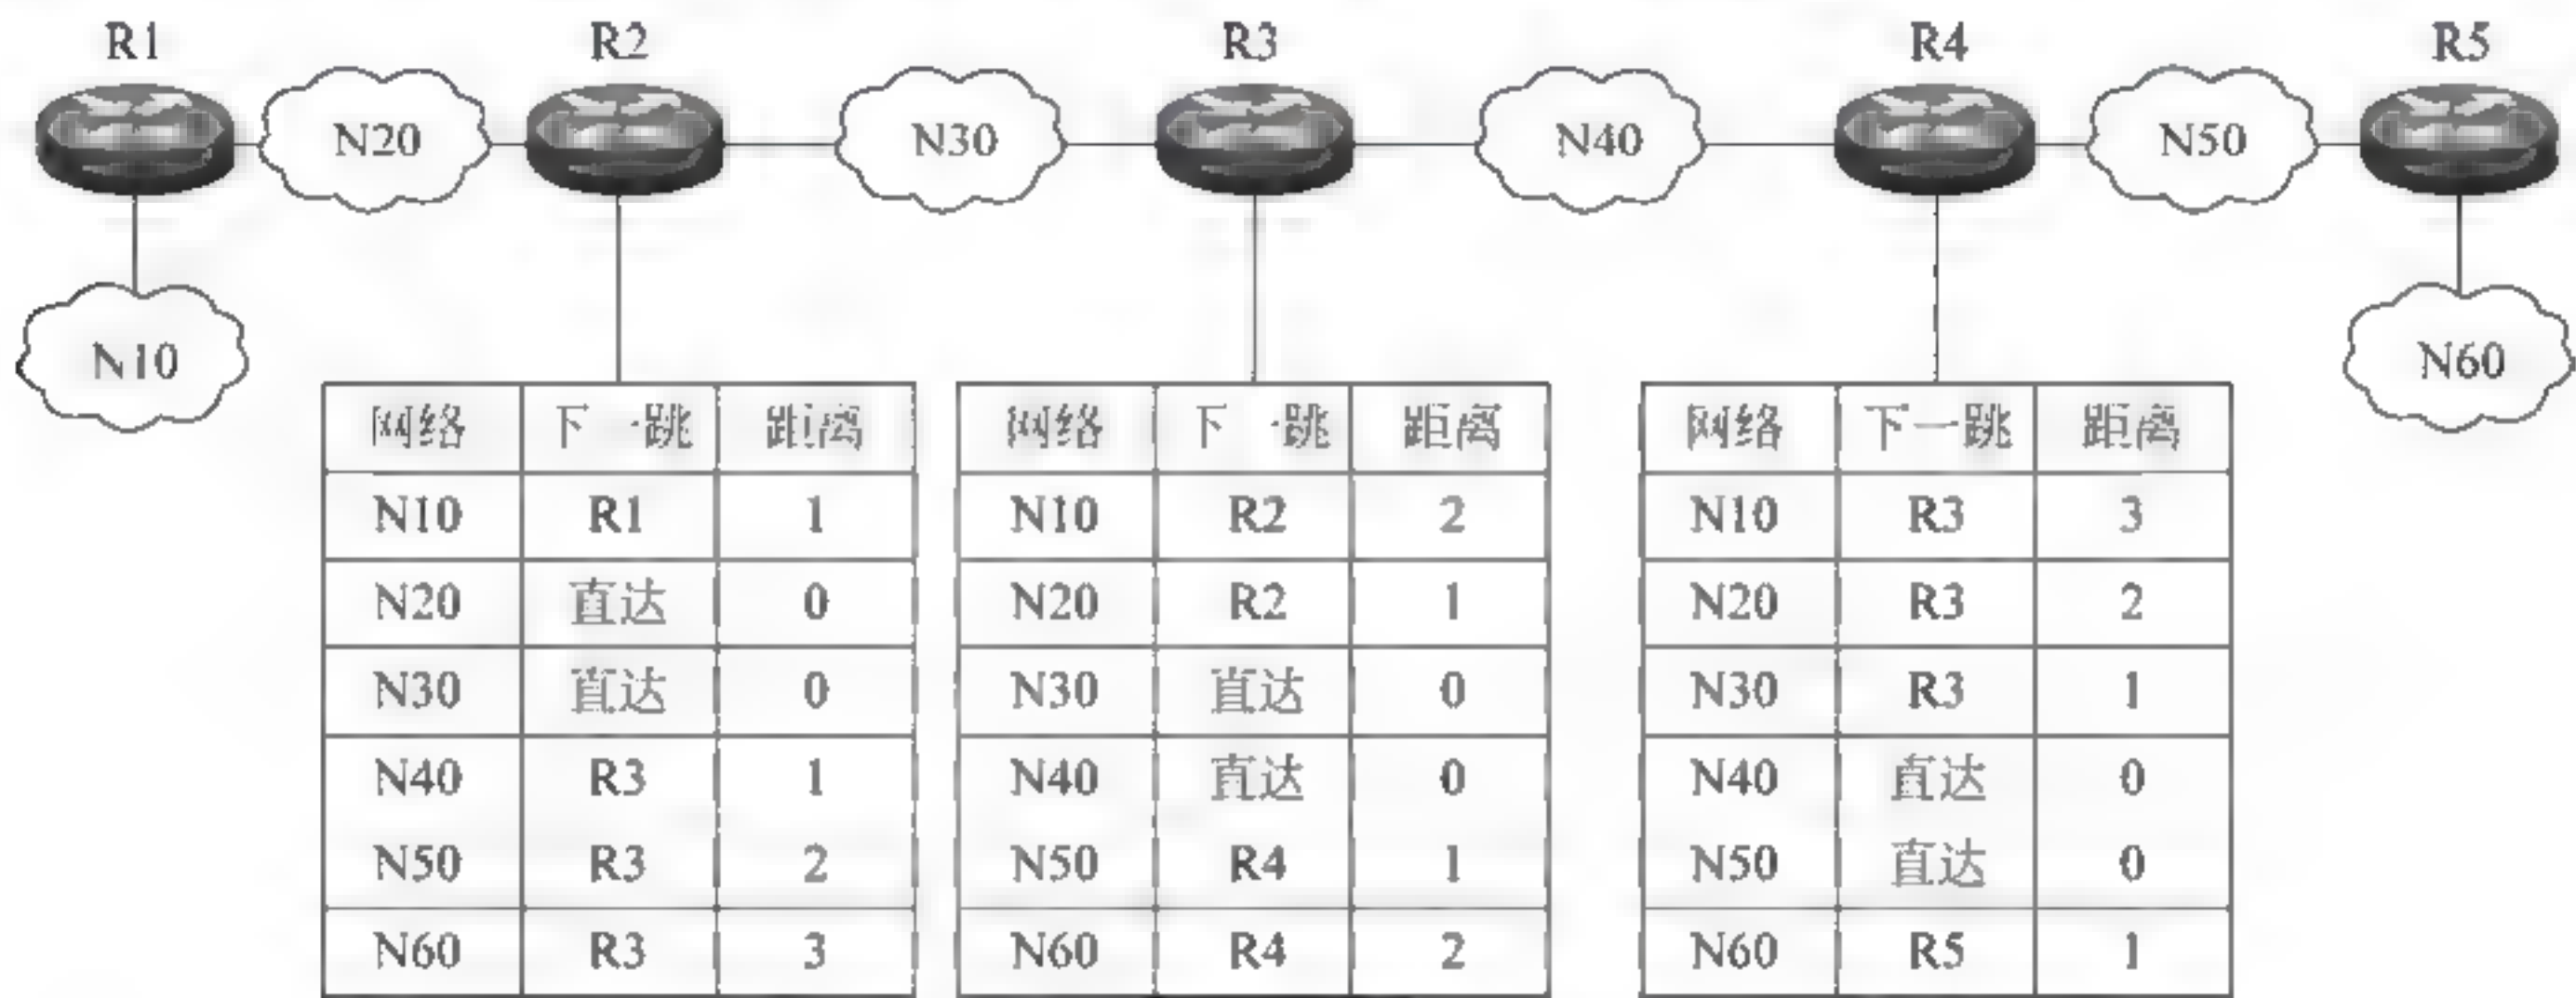 R1 R2 R3 R4 R5
N20 N30 N40 N50
N10 N60
网络 下一跳 距离
N10 R1 1
N20 直达 0
N30 直达 0
N40 R3 1
N50 R3 2
N60 R3 3
网络 下一跳 距离
N10 R2 2
N20 R2 1
N30 直达 0
N40 直达 0
N50 R4 1
N60 R4 2
网络 下一跳 距离
N10 R3 3
N20 R3 2
N30 R3 1
N40 直达 0
N50 直达 0
N60 R5 1